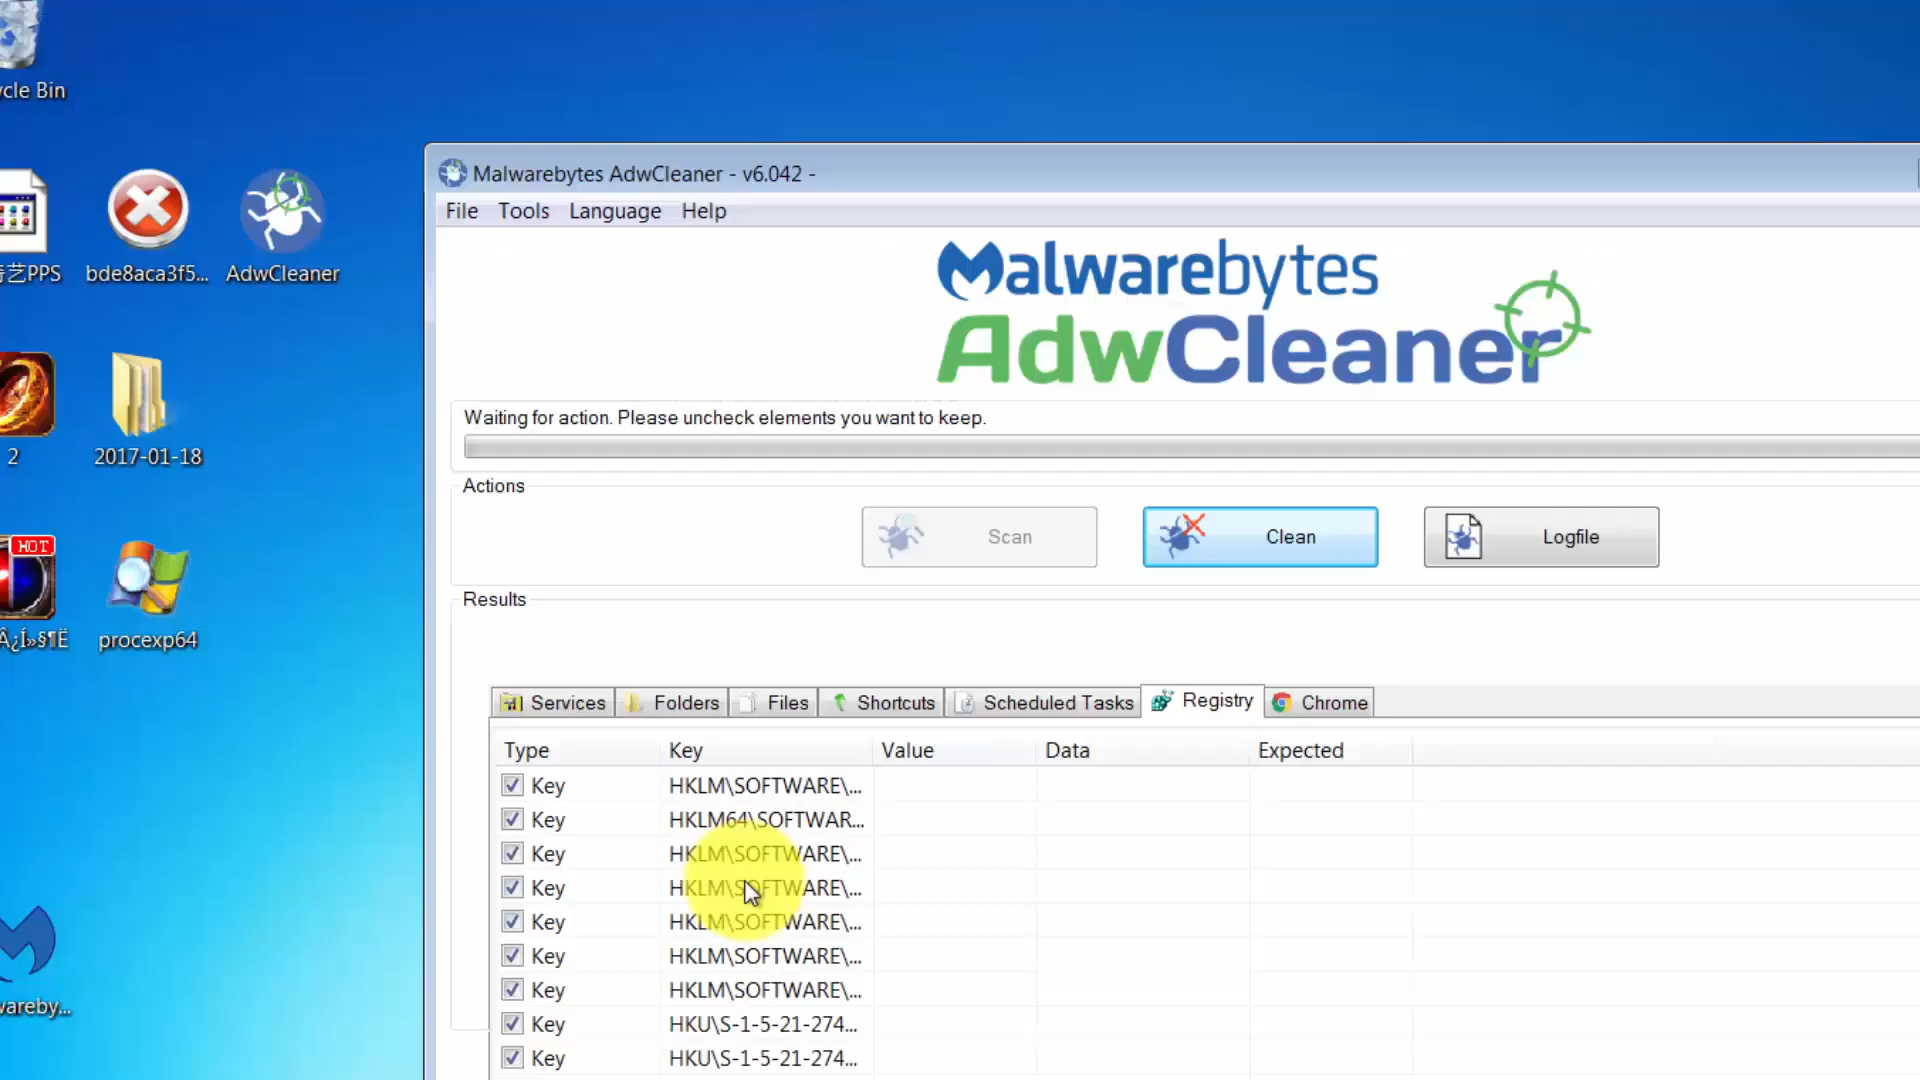 cle Bin
艺PPS
bde8aca3f5...
AdwCleaner
2
2017-01-18
HOT
procexp64
wareby...
Malwarebytes AdwCleaner - v6.042 -
File Tools Language Help
Malwarebytes
AdwCleaner
Waiting for action. Please uncheck elements you want to keep.
Actions
Scan Clean Logfile
Results
Services Folders Files Shortcuts Scheduled Tasks Registry Chrome
Type Key Value Data Expected
Key HKLM\SOFTWARE\...
Key HKLM64\SOFTWAR...
Key HKLM\SOFTWARE\...
Key HKLM\SOFTWARE\...
Key HKLM\SOFTWARE\...
Key HKLM\SOFTWARE\...
Key HKLM\SOFTWARE\...
Key HKU\S-1-5-21-274...
Key HKU\S-1-5-21-274...